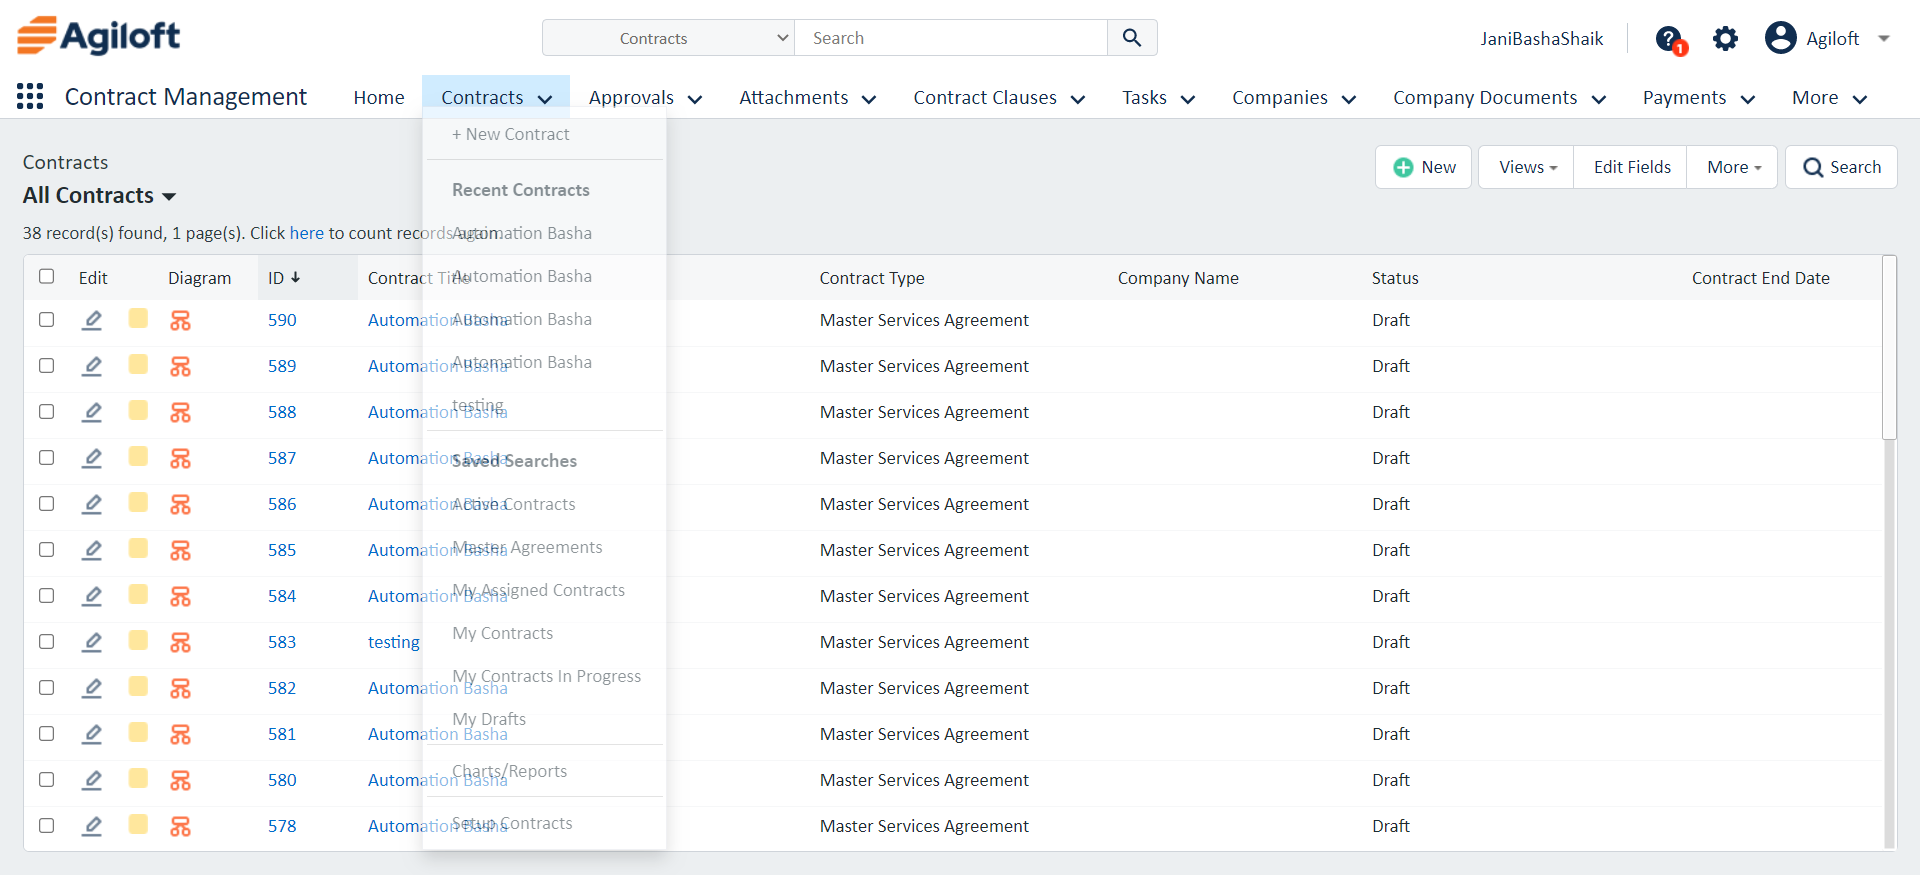 Agiloft
Contracts
Search
JaniBashaShaik
1
Agiloft
Contract Management
Home
Contracts
Approvals
Attachments
Contract Clauses
Tasks
Companies
Company Documents
Payments
More
+ New Contract
Recent Contracts
Automation Basha
Automation Basha
Automation Basha
Automation Basha
testing
Saved Searches
Active Contracts
Master Agreements
My Assigned Contracts
My Contracts
My Contracts In Progress
My Drafts
Charts/Reports
Setup Contracts
Contracts
All Contracts
New
Views
Edit Fields
More
Search
38 record(s) found, 1 page(s). Click here to count records again.
Edit Diagram ID Contract Title Contract Type Company Name Status Contract End Date
590 Automation Basha Master Services Agreement Draft
589 Automation Basha Master Services Agreement Draft
588 Automation Basha Master Services Agreement Draft
587 Automation Basha Master Services Agreement Draft
586 Automation Basha Master Services Agreement Draft
585 Automation Basha Master Services Agreement Draft
584 Automation Basha Master Services Agreement Draft
583 testing Master Services Agreement Draft
582 Automation Basha Master Services Agreement Draft
581 Automation Basha Master Services Agreement Draft
580 Automation Basha Master Services Agreement Draft
578 Automation Basha Master Services Agreement Draft